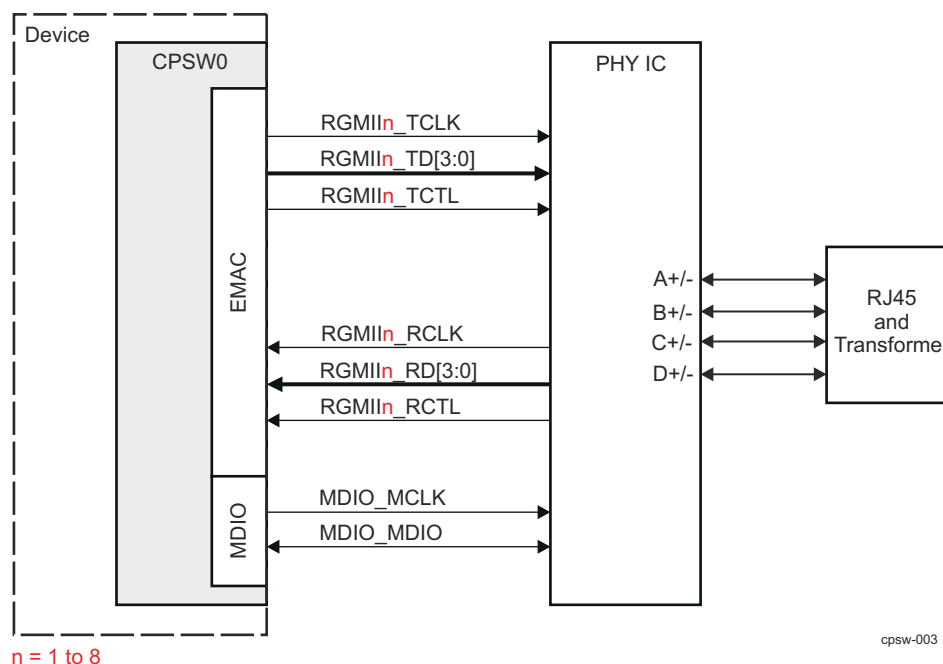 Device
CPSW0
PHY IC
RGMIIn_TCLK
RGMIIn_TD[3:0]
RGMIIn_TCTL
EMAC
RGMIIn_RCLK
RGMIIn_RD[3:0]
RGMIIn_RCTL
MDIO
MDIO_MCLK
MDIO_MDIO
A+/-
B+/-
C+/-
D+/-
RJ45
and
Transforme
cpsw-003
n = 1 to 8